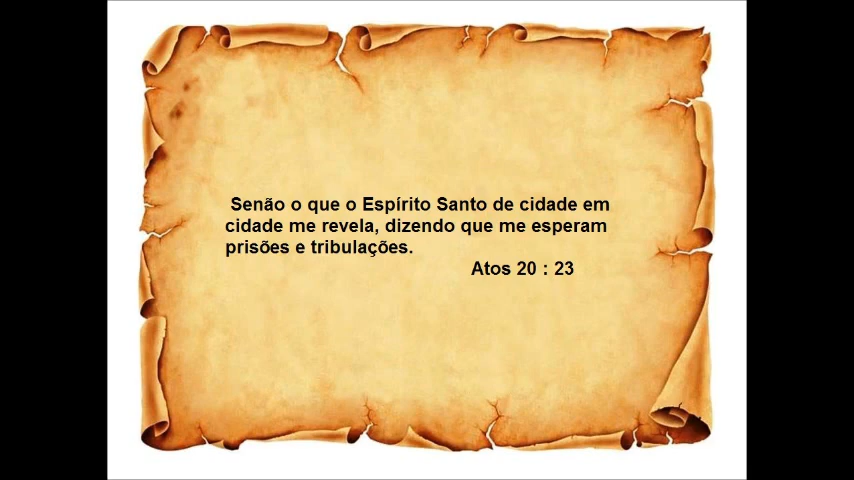 Senão o que o Espírito Santo de cidade em
cidade me revela, dizendo que me esperam
prisões e tribulações.
Atos 20 : 23